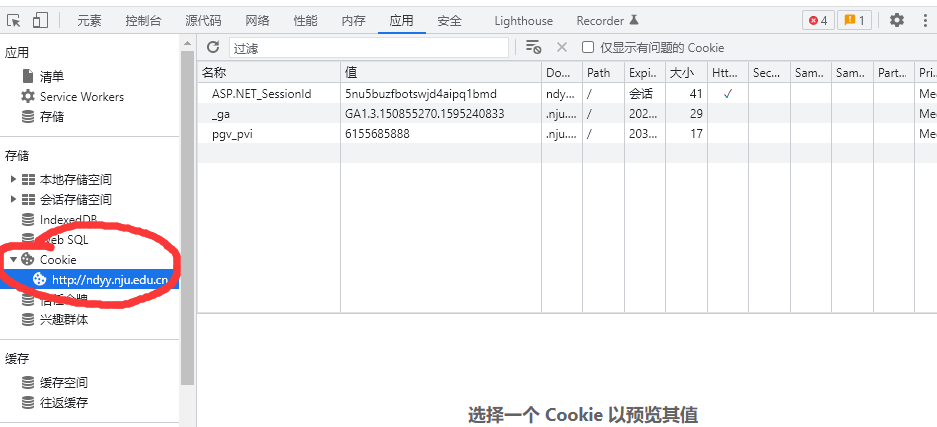 元素 控制台 源代码 网络 性能 内存 应用 安全 Lighthouse Recorder 4 1
应用
过滤
仅显示有问题的 Cookie
名称 值 Do... Path Expi... 大小 Htt... Sec... Sam... Sam... Part... Pri...
清单
ASP.NET_SessionId 5nu5buzfbotswjd4aipq1bmd ndy... / 会话 41 ✓ Me
Service Workers
_ga GA1.3.150855270.1595240833 .nju.... / 202... 29 Me
存储
pgv_pvi 6155685888 .nju.... / 203... 17 Me
存储
本地存储空间
会话存储空间
IndexedDB
Web SQL
Cookie
http://ndyy.nju.edu.cn
信任令牌
兴趣群体
缓存
缓存空间
往返缓存
选择一个 Cookie 以预览其值